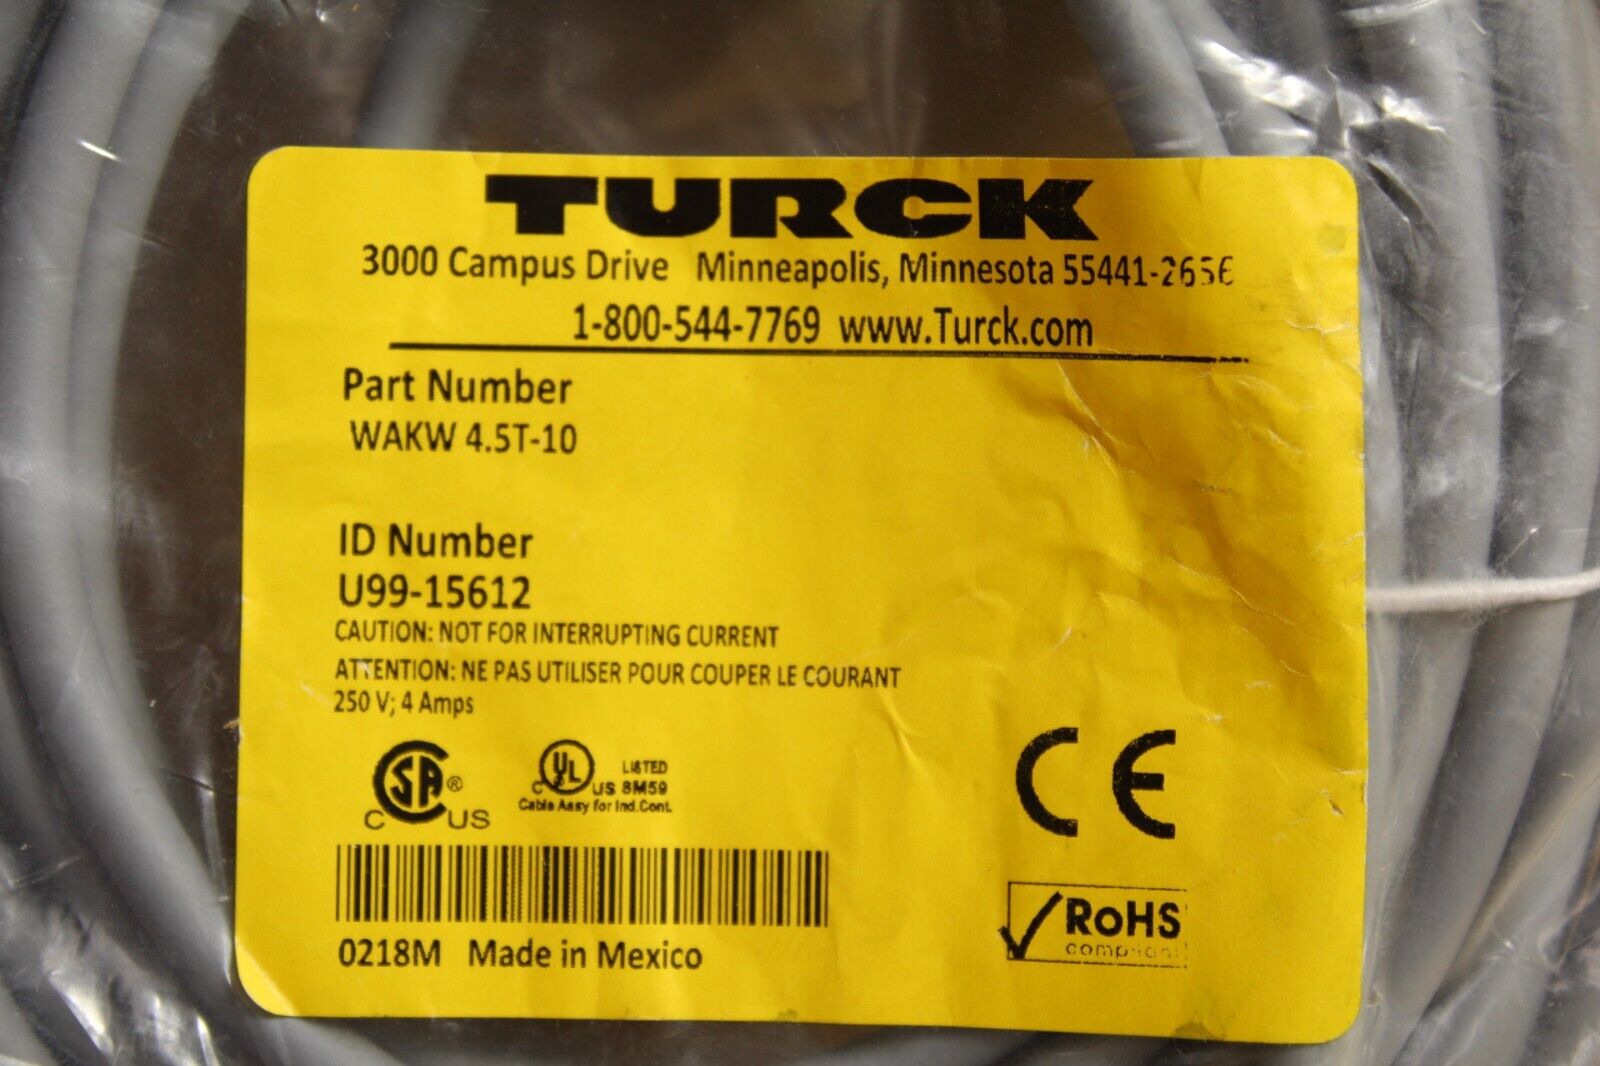 TURCK
3000 Campus Drive Minneapolis, Minnesota 55441-2656
1-800-544-7769 www.Turck.com
Part Number
WAKW 4.5T-10
ID Number
U99-15612
CAUTION: NOT FOR INTERRUPTING CURRENT
ATTENTION: NE PAS UTILISER POUR COUPER LE COURANT
250 V; 4 Amps
C SA ® US
C UL US LISTED 8M59
Cable Assy for Ind.Cont.
CE
RoHS
compliant
0218M Made in Mexico